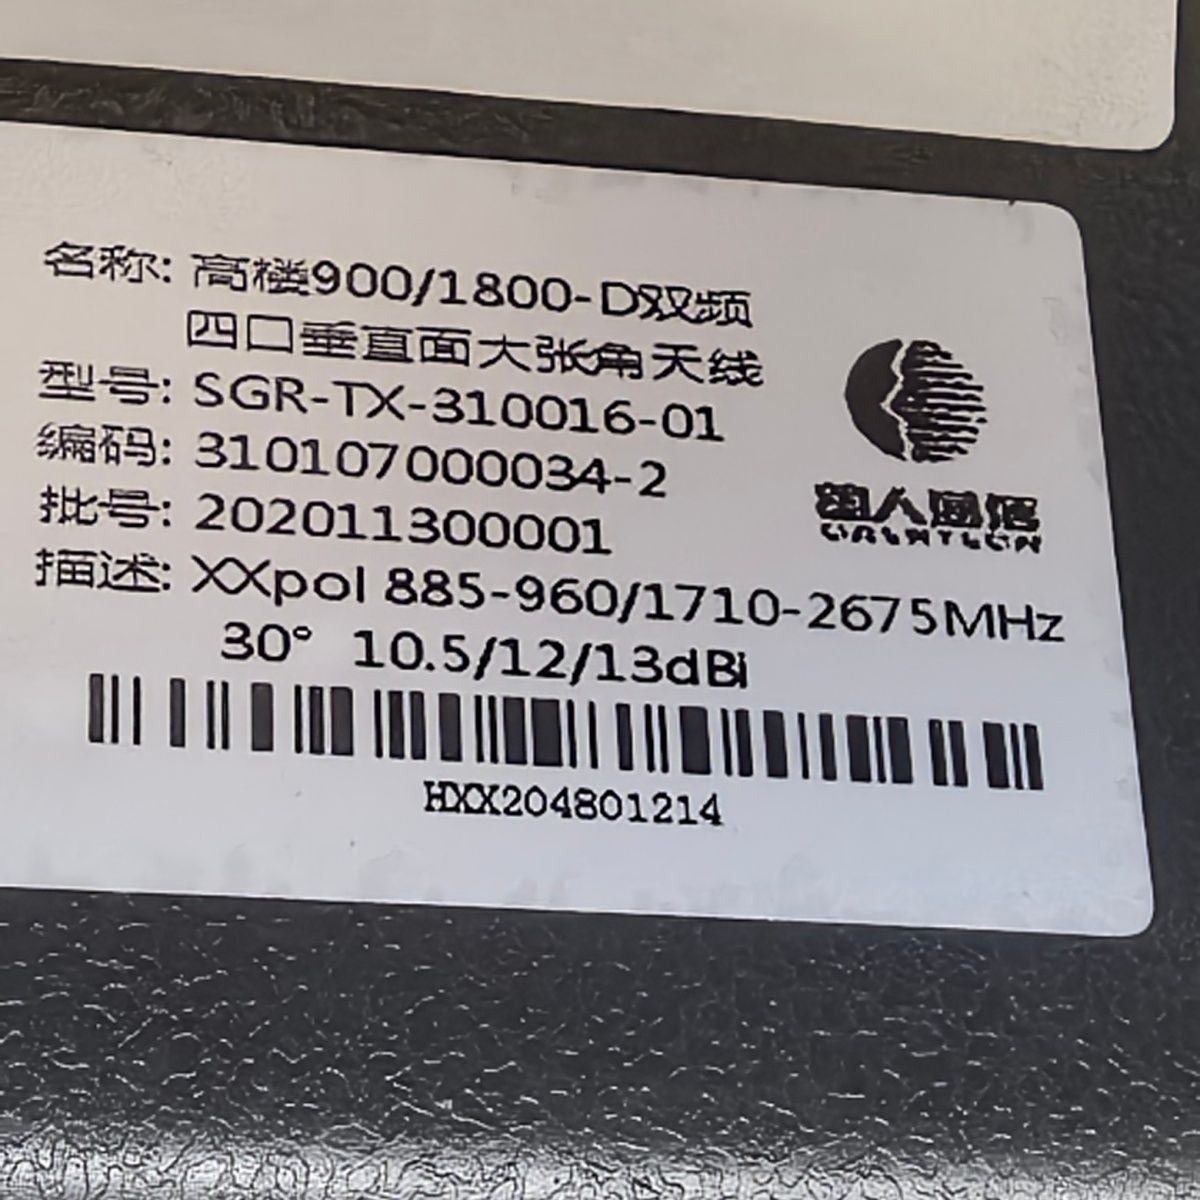 名称: 高楼900/1800-D双频
四口垂直面大张角天线
型号: SGR-TX-310016-01
编码: 310107000034-2
批号: 202011300001
描述: XXpol 885-960/1710-2675MHz
30° 10.5/12/13dBi
HXX204801214